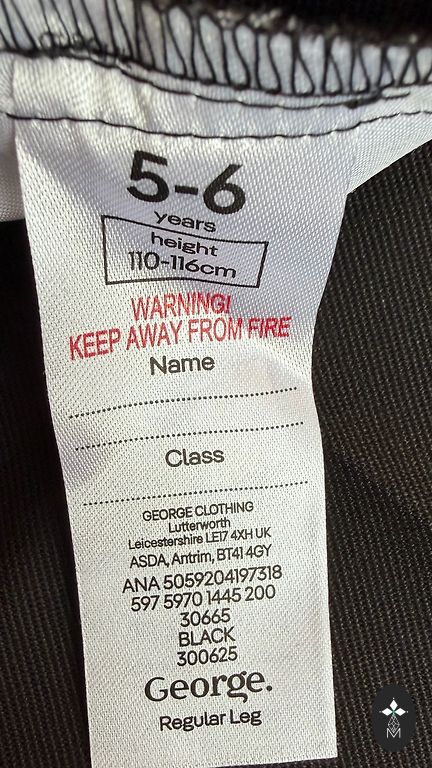 5-6
years
height
110-116cm
WARNING!
KEEP AWAY FROM FIRE
Name
Class
GEORGE CLOTHING
Lutterworth
Leicestershire LE17 4XH UK
ASDA, Antrim, BT41 4GY
ANA 5059204197318
597 5970 1445 200
30665
BLACK
300625
George.
Regular Leg
M